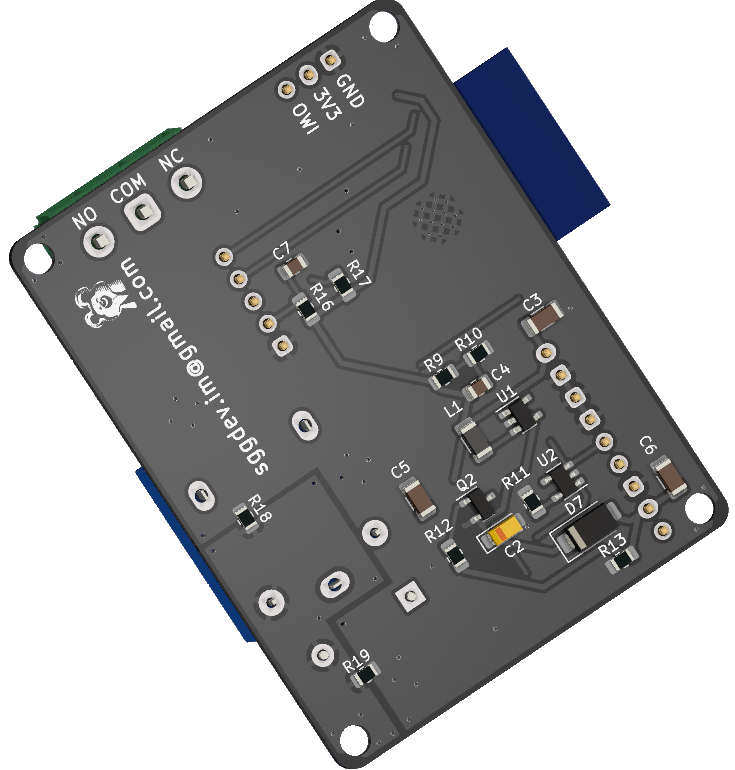 GND
3V3
OWI
NC
COM
NO
sggdev.im@gmail.com
C7
R17
R16
C3
R10
R9
C4
U1
L1
C6
U2
R11
Q2
C5
D7
R12
C2
R13
R18
R19